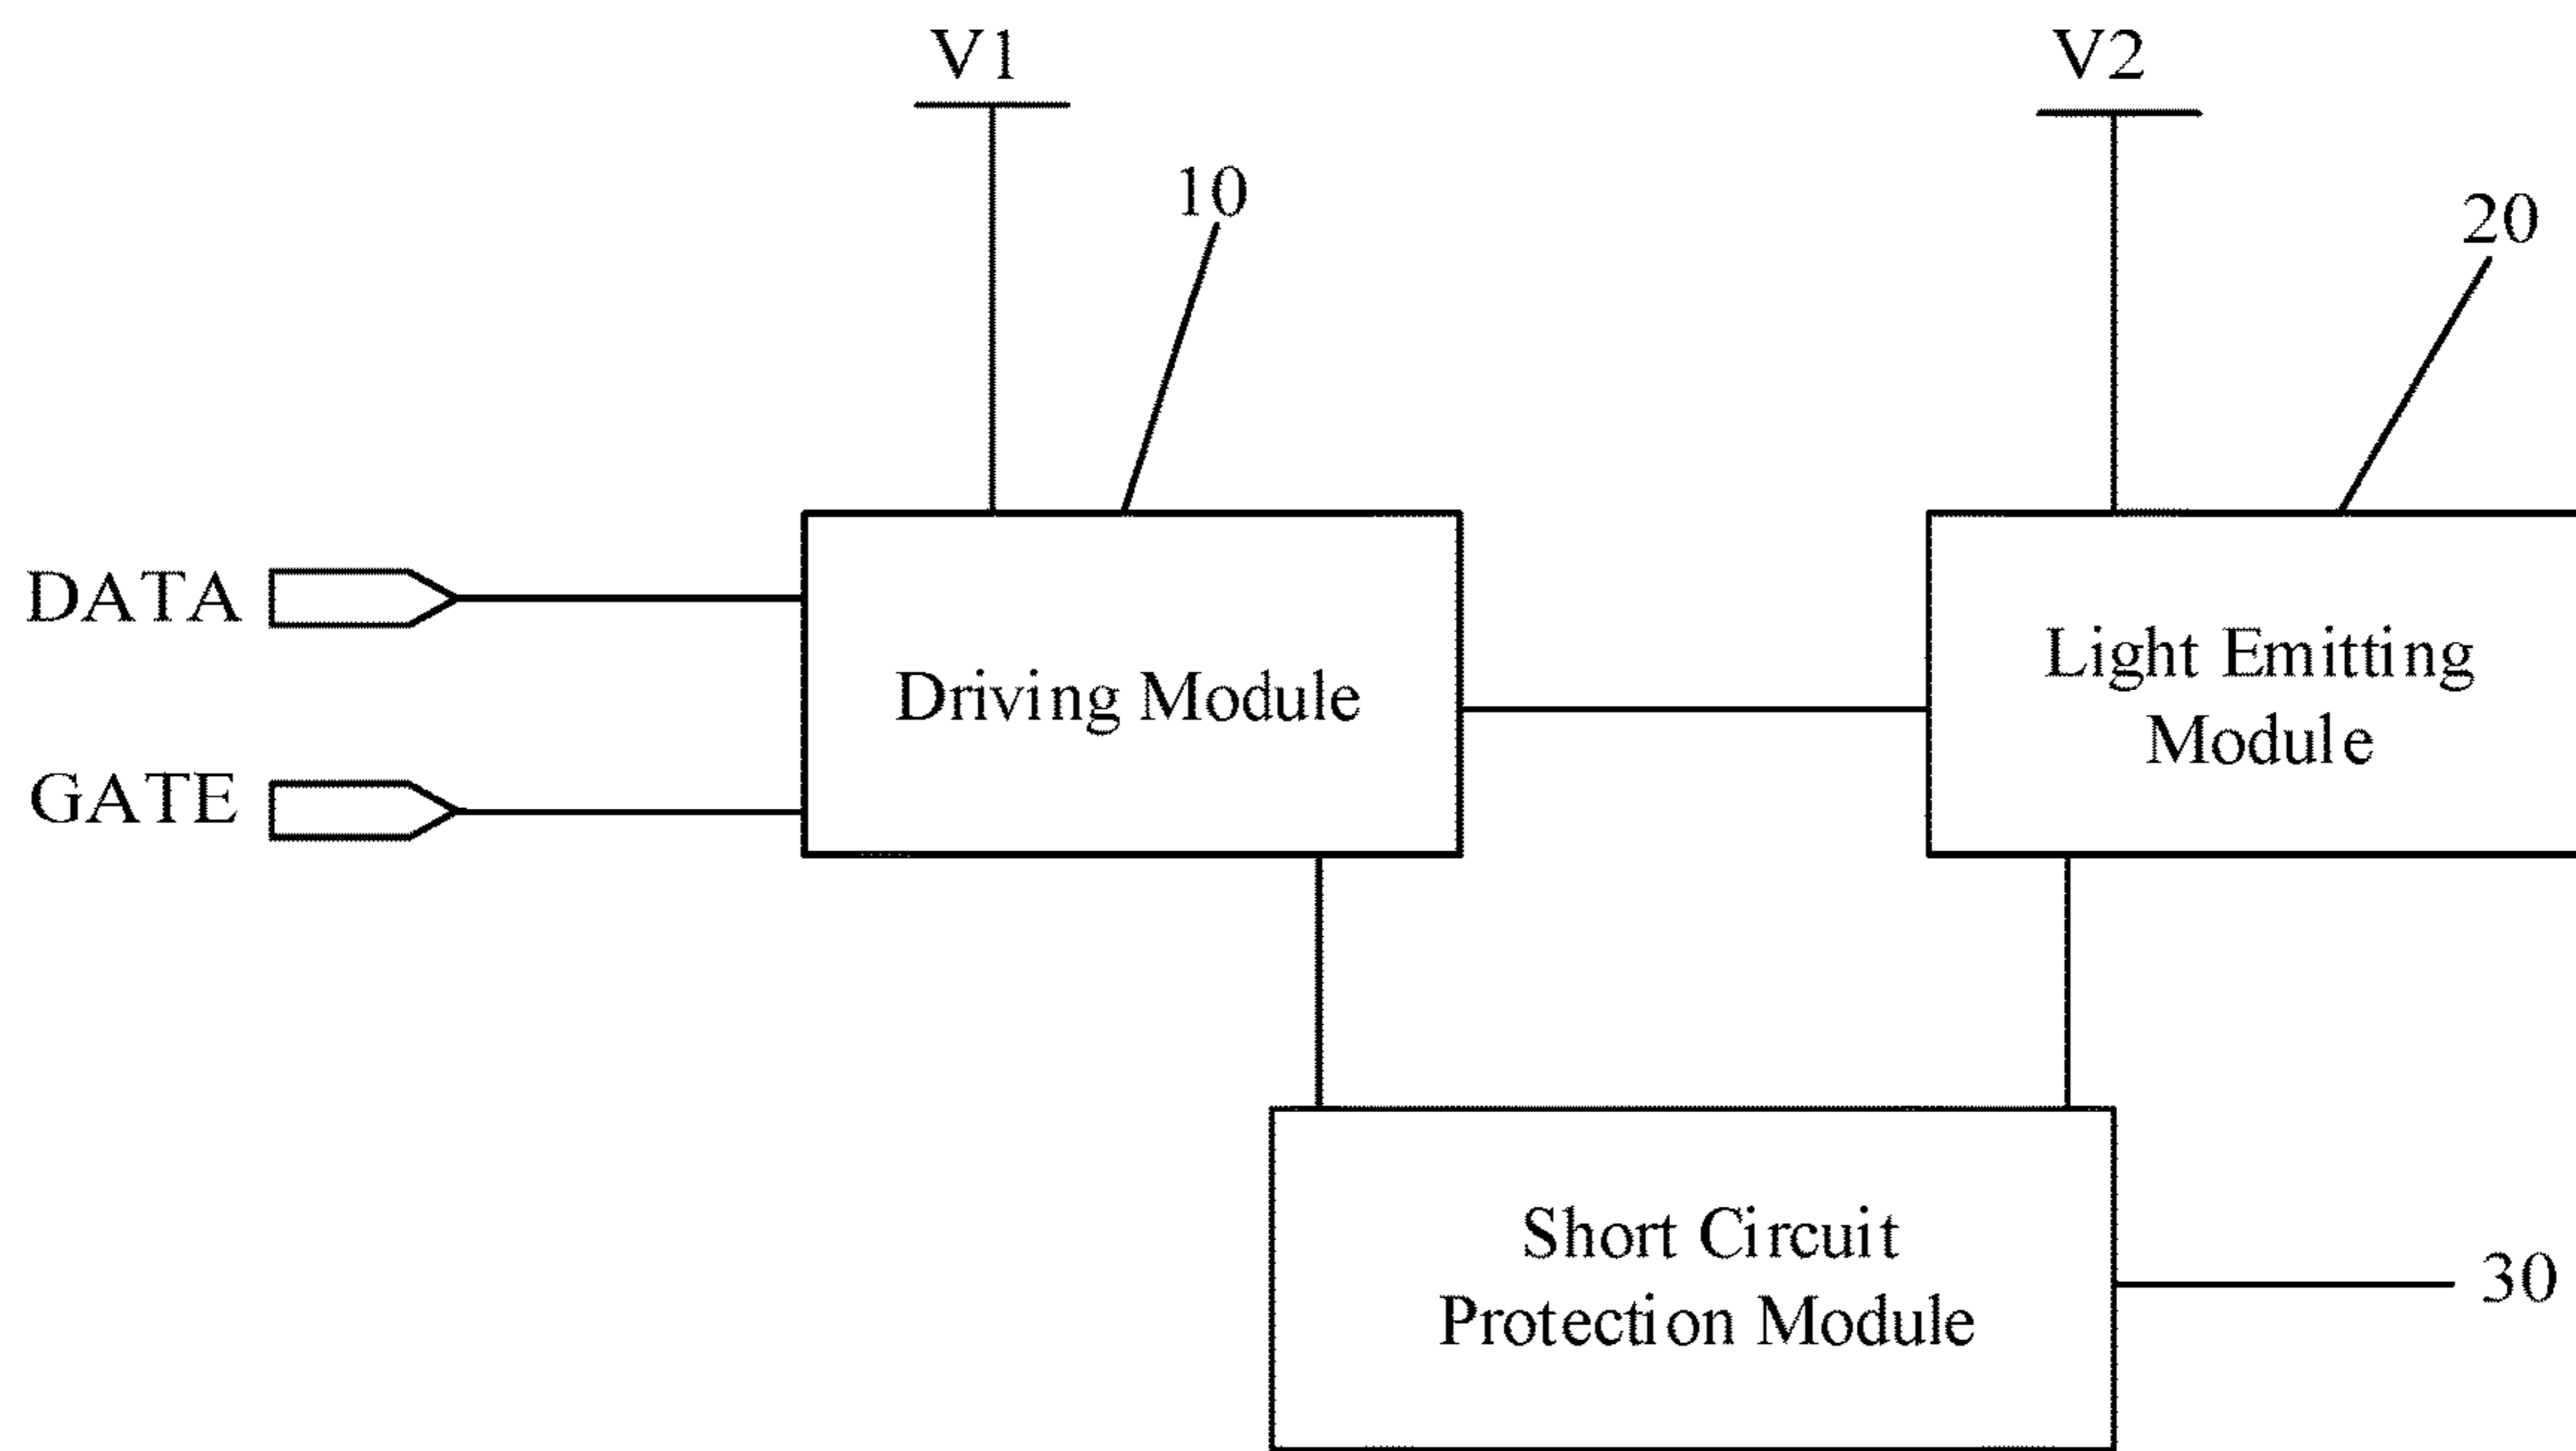 V1
V2
10
20
DATA
GATE
Driving Module
Light Emitting
Module
Short Circuit
Protection Module
30